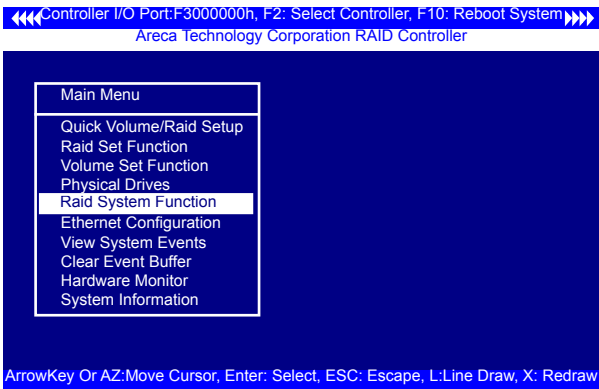 Controller I/O Port:F3000000h, F2: Select Controller, F10: Reboot System
Areca Technology Corporation RAID Controller
Main Menu
Quick Volume/Raid Setup
Raid Set Function
Volume Set Function
Physical Drives
Raid System Function
Ethernet Configuration
View System Events
Clear Event Buffer
Hardware Monitor
System Information
ArrowKey Or AZ:Move Cursor, Enter: Select, ESC: Escape, L:Line Draw, X: Redraw